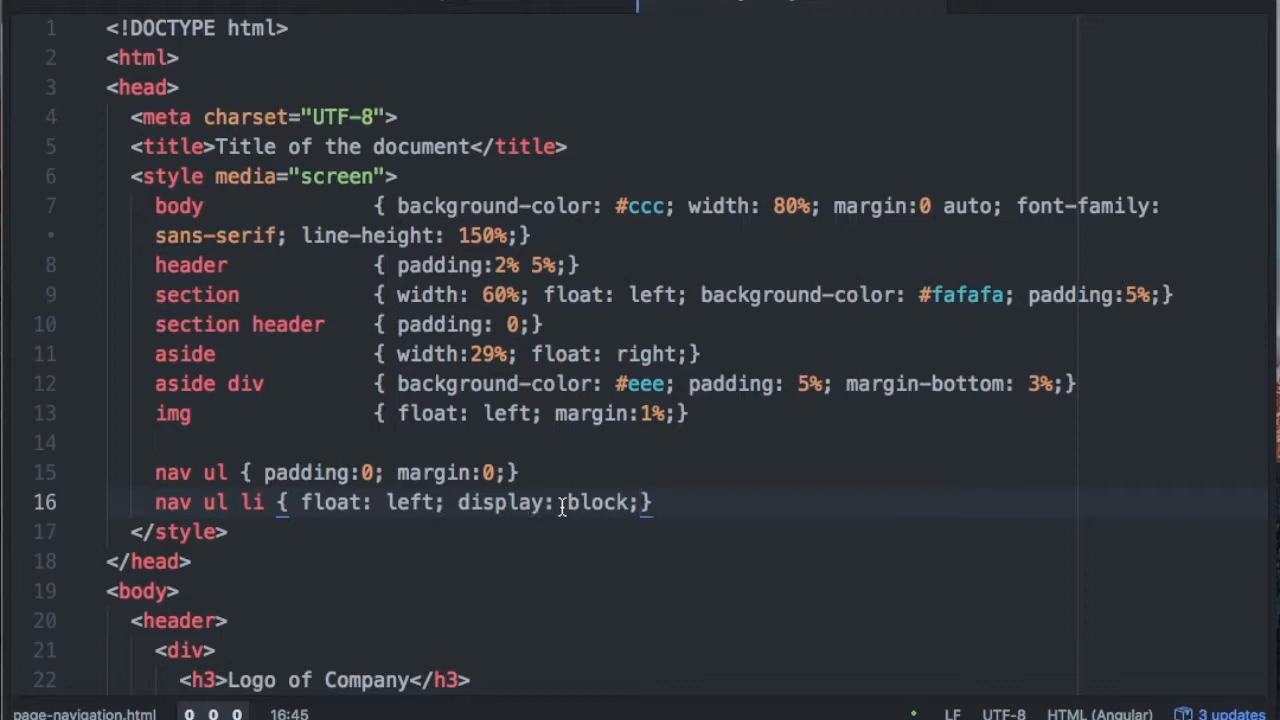 1 <!DOCTYPE html>
2 <html>
3 <head>
4 <meta charset="UTF-8">
5 <title>Title of the document</title>
6 <style media="screen">
7 body { background-color: #ccc; width: 80%; margin:0 auto; font-family:
• sans-serif; line-height: 150%;}
8 header { padding:2% 5%;}
9 section { width: 60%; float: left; background-color: #fafafa; padding:5%;}
10 section header { padding: 0;}
11 aside { width:29%; float: right;}
12 aside div { background-color: #eee; padding: 5%; margin-bottom: 3%;}
13 img { float: left; margin:1%;}
14
15 nav ul { padding:0; margin:0;}
16 nav ul li { float: left; display: block;}
17 </style>
18 </head>
19 <body>
20 <header>
21 <div>
22 <h3>Logo of Company</h3>
page-navigation.html 0 0 0 16:45 LF UTF-8 HTML (Angular) 3 updates